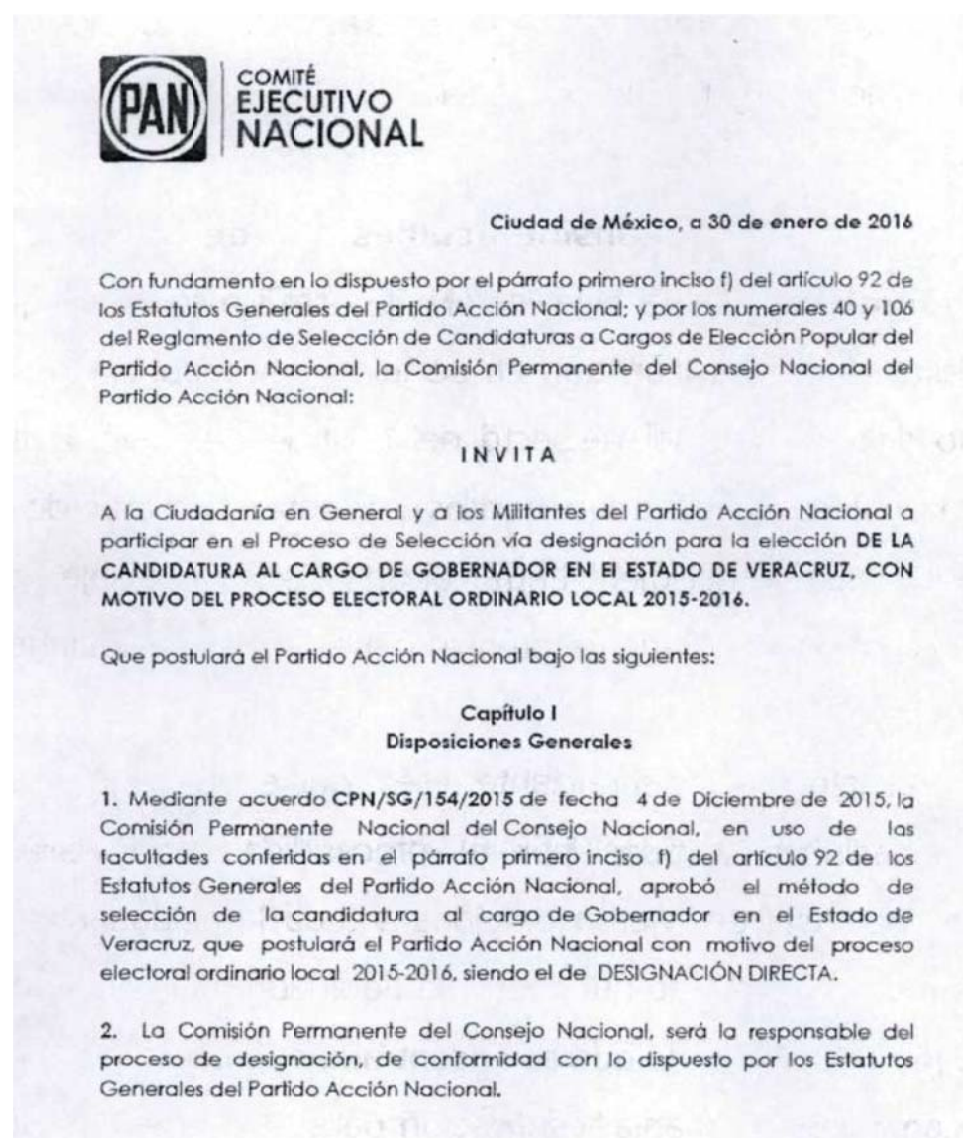 PAN
COMITÉ
EJECUTIVO
NACIONAL
Ciudad de México, a 30 de enero de 2016
Con fundamento en lo dispuesto por el párrafo primero inciso f) del artículo 92 de
los Estatutos Generales del Partido Acción Nacional; y por los numerales 40 y 106
del Reglamento de Selección de Candidaturas a Cargos de Elección Popular del
Partido Acción Nacional, la Comisión Permanente del Consejo Nacional del
Partido Acción Nacional:
INVITA
A la Ciudadanía en General y a los Militantes del Partido Acción Nacional a
participar en el Proceso de Selección vía designación para la elección DE LA
CANDIDATURA AL CARGO DE GOBERNADOR EN El ESTADO DE VERACRUZ, CON
MOTIVO DEL PROCESO ELECTORAL ORDINARIO LOCAL 2015-2016.
Que postulará el Partido Acción Nacional bajo las siguientes:
Capítulo I
Disposiciones Generales
1. Mediante acuerdo CPN/SG/154/2015 de fecha 4 de Diciembre de 2015, la
Comisión Permanente Nacional del Consejo Nacional, en uso de las
facultades conferidas en el párrafo primero inciso f) del artículo 92 de los
Estatutos Generales del Partido Acción Nacional, aprobó el método de
selección de la candidatura al cargo de Gobernador en el Estado de
Veracruz, que postulará el Partido Acción Nacional con motivo del proceso
electoral ordinario local 2015-2016, siendo el de DESIGNACIÓN DIRECTA.
2. La Comisión Permanente del Consejo Nacional, será la responsable del
proceso de designación, de conformidad con lo dispuesto por los Estatutos
Generales del Partido Acción Nacional.